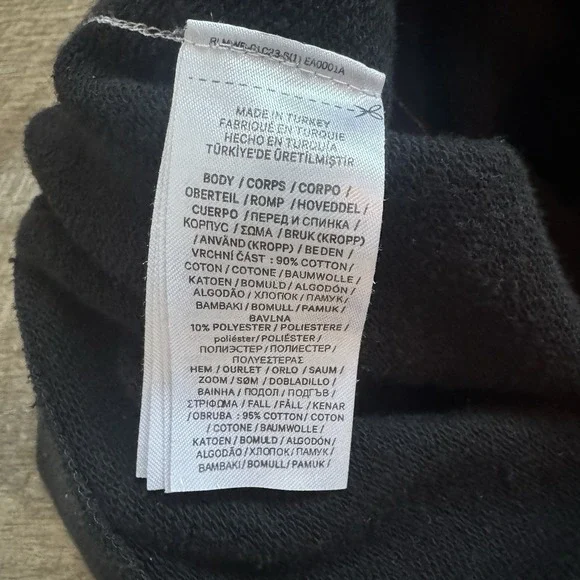 MADE IN TURKEY
FABRIQUÉ EN TURQUIE
HECHO EN TURQUIA
TÜRKİYE'DE ÜRETİLMİŞTİR
BODY / CORPS / CORPO /
OBERTEIL / ROMP / HOVEDDEL /
CUERPO / ПЕРЕД И СПИНКА /
КОРПУС / ΣΩΜΑ / BRUK (KROPP)
/ ANVÄND (KROPP) / BEDEN /
VRCHNÍ ČÁST : 90% COTTON/
COTON / COTONE / BAUMWOLLE /
KATOEN / BOMULD / ALGODÓN /
ALGODÃO / ХЛОПОК / ПАМУК /
BAMBAKI / BOMULL / PAMUK /
BAVLNA
10% POLYESTER / POLIESTERE /
poliéster / POLIÉSTER /
ПОЛИЭСТЕР / ПОЛИЕСТЕР /
ΠΟΛΥΕΣΤΕΡΑΣ
HEM / OURLET / ORLO / SAUM /
ZOOM / SØM / DOBLADILLO /
BAINHA / ПОДОЛ / ПОДГЪВ /
ΣΤΡΙΦΩΜΑ / FALL / FÅLL / KENAR
/ OBRUBA : 95% COTTON/ COTON
/ COTONE / BAUMWOLLE /
KATOEN / BOMULD / ALGODÓN /
ALGODÃO / ХЛОПОК / ПАМУК /
BAMBAKI / BOMULL / PAMUK /